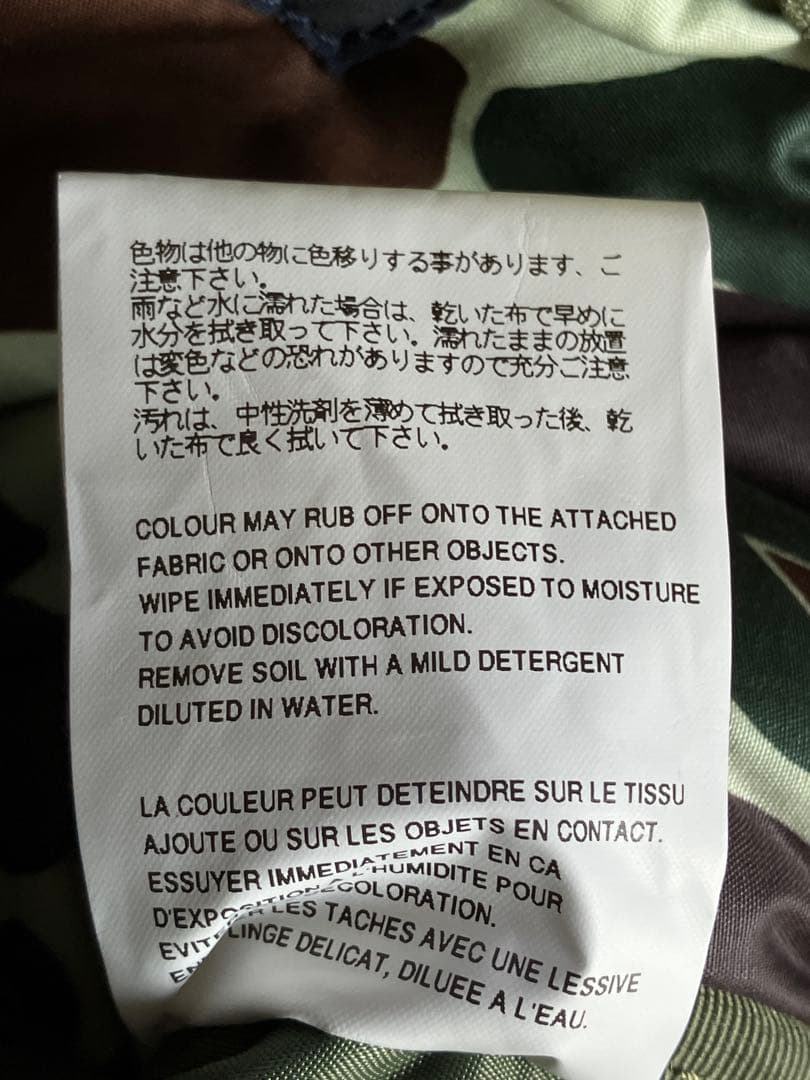 色物は他の物に色移りする事があります、ご
注意下さい。
雨など水に濡れた場合は、乾いた布で早めに
水分を拭き取って下さい。濡れたままの放置
は変色などの恐れがありますので充分ご注意
下さい。
汚れは、中性洗剤を薄めて拭き取った後、乾
いた布で良く拭いて下さい。
COLOUR MAY RUB OFF ONTO THE ATTACHED
FABRIC OR ONTO OTHER OBJECTS.
WIPE IMMEDIATELY IF EXPOSED TO MOISTURE
TO AVOID DISCOLORATION.
REMOVE SOIL WITH A MILD DETERGENT
DILUTED IN WATER.
LA COULEUR PEUT DETEINDRE SUR LE TISSU
AJOUTE OU SUR LES OBJETS EN CONTACT.
ESSUYER IMMEDIATEMENT EN CA
L'HUMIDITE POUR
LES TACHES AVEC UNE LESSIVE
LINGE DELICAT, DILUEE A L'EAU.